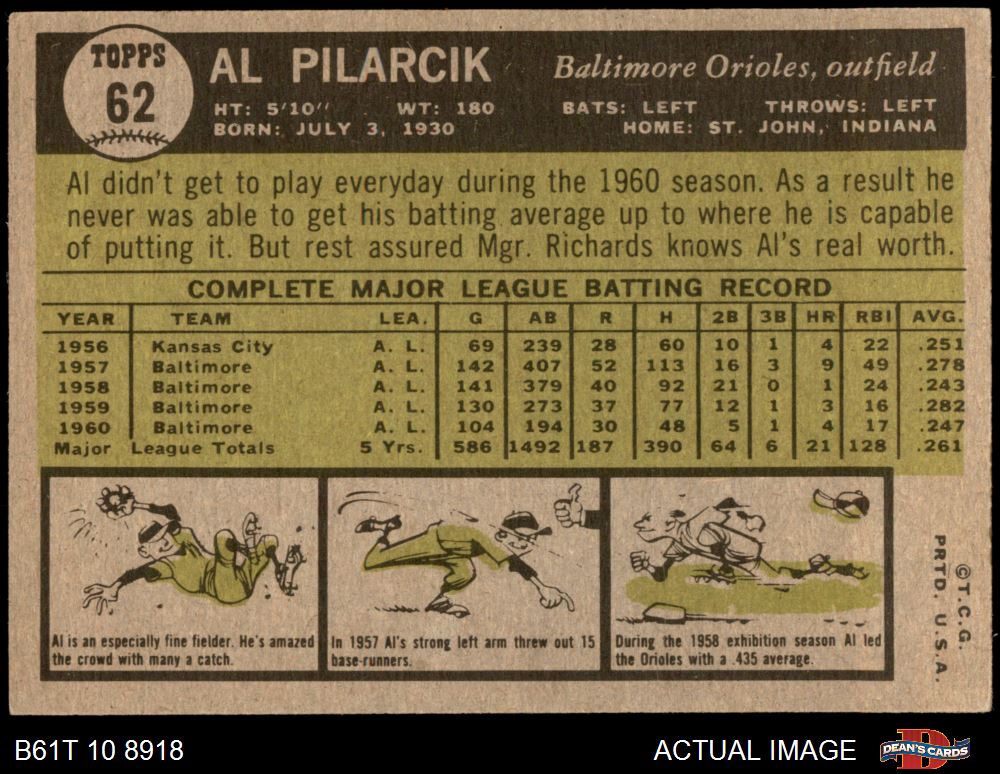 TOPPS
62
AL PILARCIK
Baltimore Orioles, outfield
HT: 5'10" WT: 180 BATS: LEFT THROWS: LEFT
BORN: JULY 3, 1930 HOME: ST. JOHN, INDIANA
Al didn't get to play everyday during the 1960 season. As a result he
never was able to get his batting average up to where he is capable
of putting it. But rest assured Mgr. Richards knows Al's real worth.
COMPLETE MAJOR LEAGUE BATTING RECORD
YEAR TEAM LEA. G AB R H 2B 3B HR RBI AVG.
1956 Kansas City A. L. 69 239 28 60 10 1 4 22 .251
1957 Baltimore A. L. 142 407 52 113 16 3 9 49 .278
1958 Baltimore A. L. 141 379 40 92 21 0 1 24 .243
1959 Baltimore A. L. 130 273 37 77 12 1 3 16 .282
1960 Baltimore A. L. 104 194 30 48 5 1 4 17 .247
Major League Totals 5 Yrs. 586 1492 187 390 64 6 21 128 .261
Al is an especially fine fielder. He's amazed
the crowd with many a catch.
In 1957 Al's strong left arm threw out 15
base-runners.
During the 1958 exhibition season Al led
the Orioles with a .435 average.
©T.C.G.
PRTD. U.S.A.
B61T 10 8918
ACTUAL IMAGE
DEAN'S CARDS